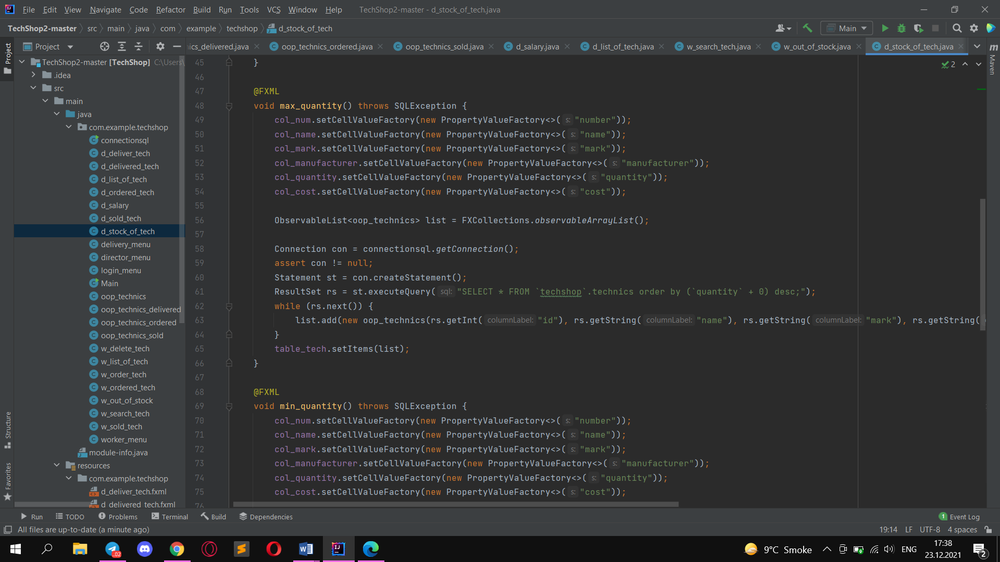 File Edit View Navigate Code Refactor Build Run Tools VCS Window Help TechShop2-master - d_stock_of_tech.java
TechShop2-master src main java com example techshop d_stock_of_tech Main
Project
ics_delivered.java oop_technics_ordered.java oop_technics_sold.java d_salary.java d_list_of_tech.java w_search_tech.java w_out_of_stock.java d_stock_of_tech.java
Project
Structure
Favorites
Maven
2
TechShop2-master [TechShop] C:\Users\
.idea
src
main
java
com.example.techshop
connectionsql
d_deliver_tech
d_delivered_tech
d_list_of_tech
d_ordered_tech
d_salary
d_sold_tech
d_stock_of_tech
delivery_menu
director_menu
login_menu
Main
oop_technics
oop_technics_delivered
oop_technics_ordered
oop_technics_sold
w_delete_tech
w_list_of_tech
w_order_tech
w_ordered_tech
w_out_of_stock
w_search_tech
w_sold_tech
worker_menu
module-info.java
resources
com.example.techshop
d_deliver_tech.fxml
d_delivered_tech.fxml
45 }
46
47 @FXML
48 void max_quantity() throws SQLException {
49 col_num.setCellValueFactory(new PropertyValueFactory<>( s: "number"));
50 col_name.setCellValueFactory(new PropertyValueFactory<>( s: "name"));
51 col_mark.setCellValueFactory(new PropertyValueFactory<>( s: "mark"));
52 col_manufacturer.setCellValueFactory(new PropertyValueFactory<>( s: "manufacturer"));
53 col_quantity.setCellValueFactory(new PropertyValueFactory<>( s: "quantity"));
54 col_cost.setCellValueFactory(new PropertyValueFactory<>( s: "cost"));
55
56 ObservableList<oop_technics> list = FXCollections.observableArrayList();
57
58 Connection con = connectionsql.getConnection();
59 assert con != null;
60 Statement st = con.createStatement();
61 ResultSet rs = st.executeQuery( sql: "SELECT * FROM `techshop`.technics order by (`quantity` + 0) desc;");
62 while (rs.next()) {
63 list.add(new oop_technics(rs.getInt( columnLabel: "id"), rs.getString( columnLabel: "name"), rs.getString( columnLabel: "mark"), rs.getString(
64 }
65 table_tech.setItems(list);
66 }
67
68 @FXML
69 void min_quantity() throws SQLException {
70 col_num.setCellValueFactory(new PropertyValueFactory<>( s: "number"));
71 col_name.setCellValueFactory(new PropertyValueFactory<>( s: "name"));
72 col_mark.setCellValueFactory(new PropertyValueFactory<>( s: "mark"));
73 col_manufacturer.setCellValueFactory(new PropertyValueFactory<>( s: "manufacturer"));
74 col_quantity.setCellValueFactory(new PropertyValueFactory<>( s: "quantity"));
75 col_cost.setCellValueFactory(new PropertyValueFactory<>( s: "cost"));
76
Run TODO Problems Terminal Build Dependencies 1 Event Log
All files are up-to-date (a minute ago) 19:14 LF UTF-8 4 spaces
9°C Smoke ENG 17:38
23.12.2021
2